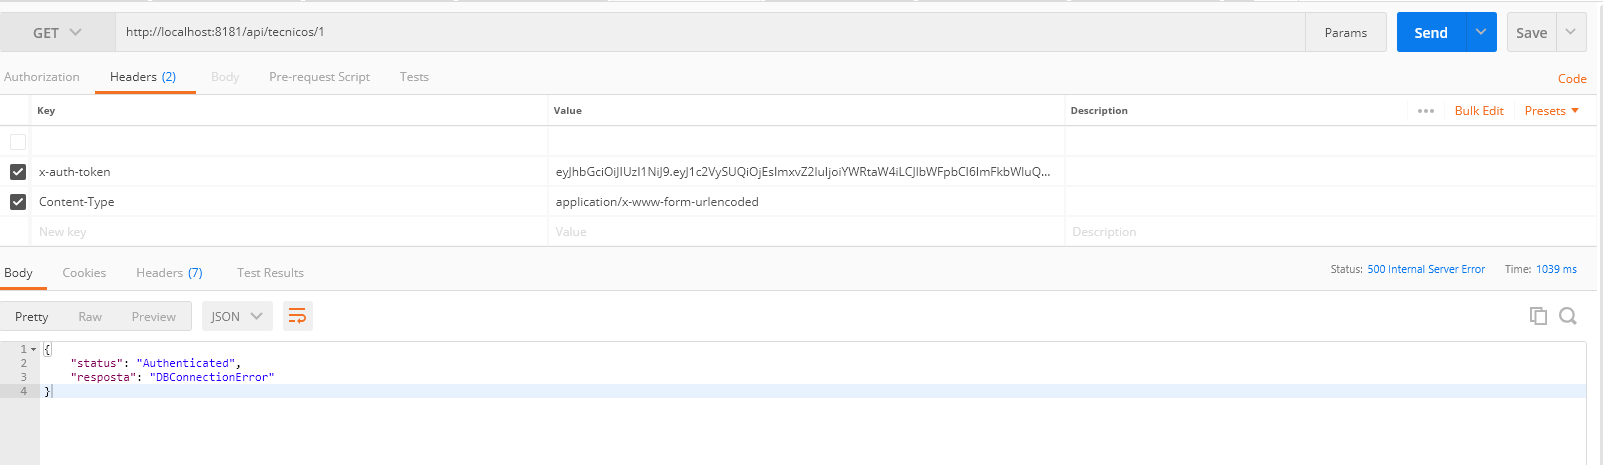 GET http://localhost:8181/api/tecnicos/1 Params Send Save
Authorization Headers (2) Body Pre-request Script Tests Code
Key Value Description ••• Bulk Edit Presets
x-auth-token eyJhbGciOiJIUzI1NiJ9.eyJ1c2VySUQiOjEsImxvZ2luIjoiYWRtaW4iLCJlbWFpbCI6ImFkbWluQ...
Content-Type application/x-www-form-urlencoded
New key Value Description
Body Cookies Headers (7) Test Results Status: 500 Internal Server Error Time: 1039 ms
Pretty Raw Preview JSON
1 {
2 "status": "Authenticated",
3 "resposta": "DBConnectionError"
4 }